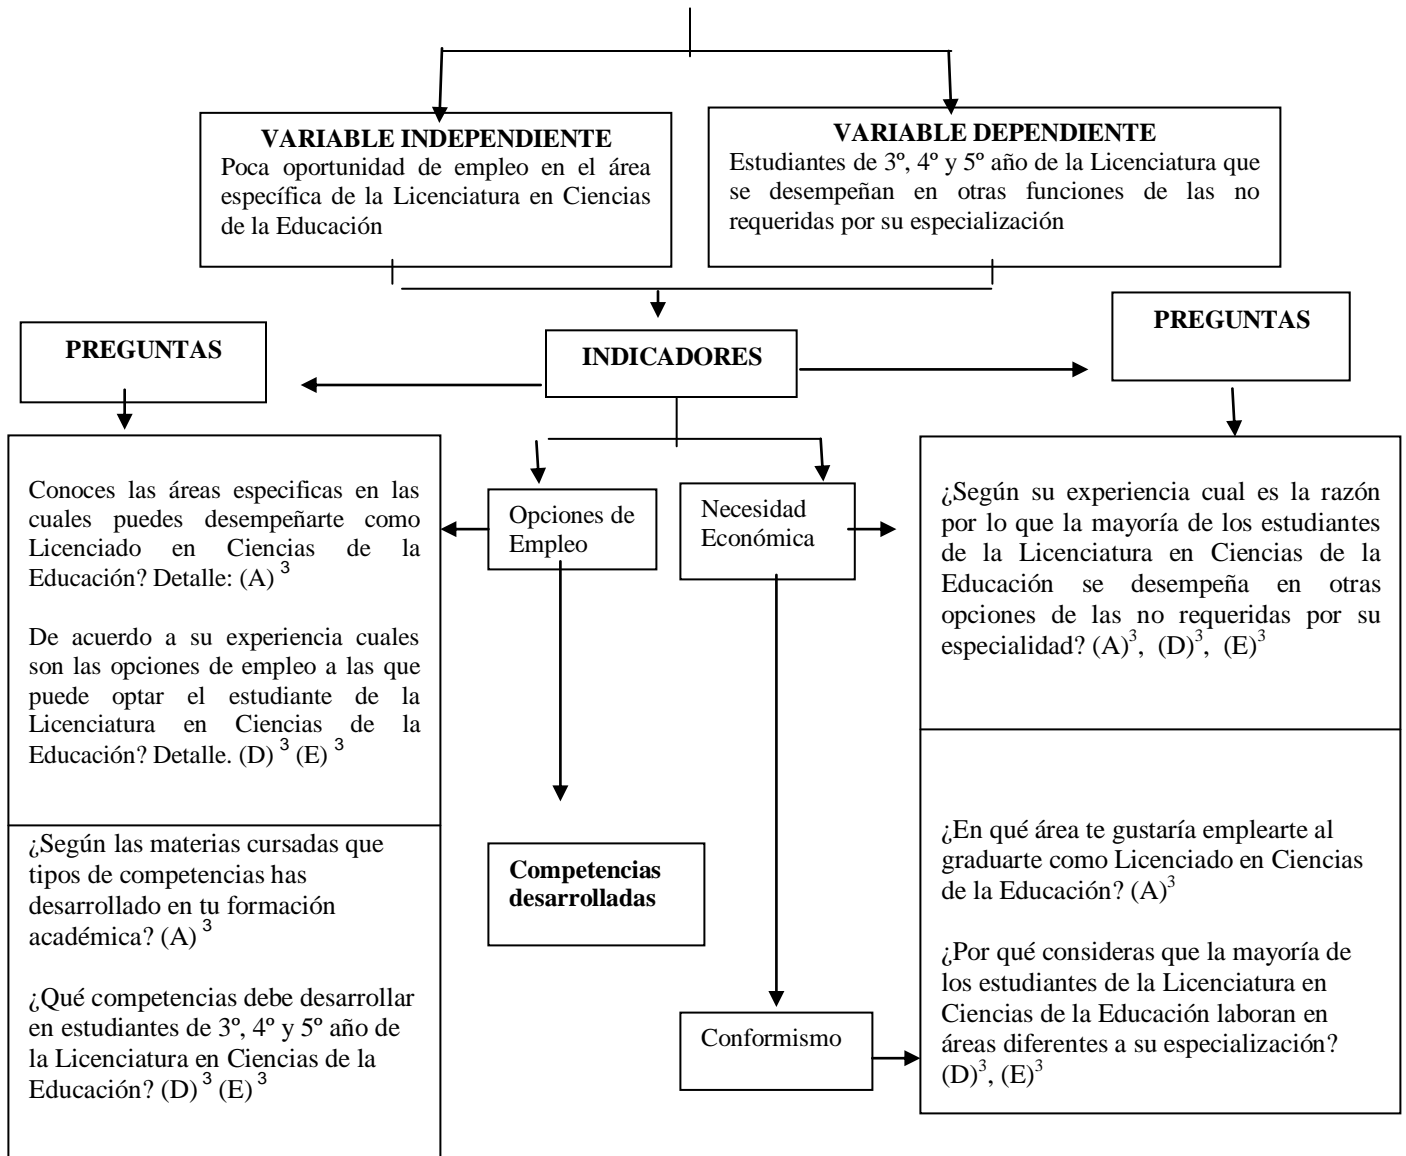 VARIABLE INDEPENDIENTE
Poca oportunidad de empleo en el área
específica de la Licenciatura en Ciencias
de la Educación
VARIABLE DEPENDIENTE
Estudiantes de 3º, 4º y 5º año de la Licenciatura que
se desempeñan en otras funciones de las no
requeridas por su especialización
PREGUNTAS
INDICADORES
PREGUNTAS
Conoces las áreas especificas en las
cuales puedes desempeñarte como
Licenciado en Ciencias de la
Educación? Detalle: (A) 3
De acuerdo a su experiencia cuales
son las opciones de empleo a las que
puede optar el estudiante de la
Licenciatura en Ciencias de la
Educación? Detalle. (D) 3 (E) 3
¿Según las materias cursadas que
tipos de competencias has
desarrollado en tu formación
académica? (A) 3
¿Qué competencias debe desarrollar
en estudiantes de 3º, 4º y 5º año de
la Licenciatura en Ciencias de la
Educación? (D) 3 (E) 3
Opciones de
Empleo
Competencias
desarrolladas
Necesidad
Económica
Conformismo
¿Según su experiencia cual es la razón
por lo que la mayoría de los estudiantes
de la Licenciatura en Ciencias de la
Educación se desempeña en otras
opciones de las no requeridas por su
especialidad? (A)3, (D)3, (E)3
¿En qué área te gustaría emplearte al
graduarte como Licenciado en Ciencias
de la Educación? (A)3
¿Por qué consideras que la mayoría de
los estudiantes de la Licenciatura en
Ciencias de la Educación laboran en
áreas diferentes a su especialización?
(D)3, (E)3